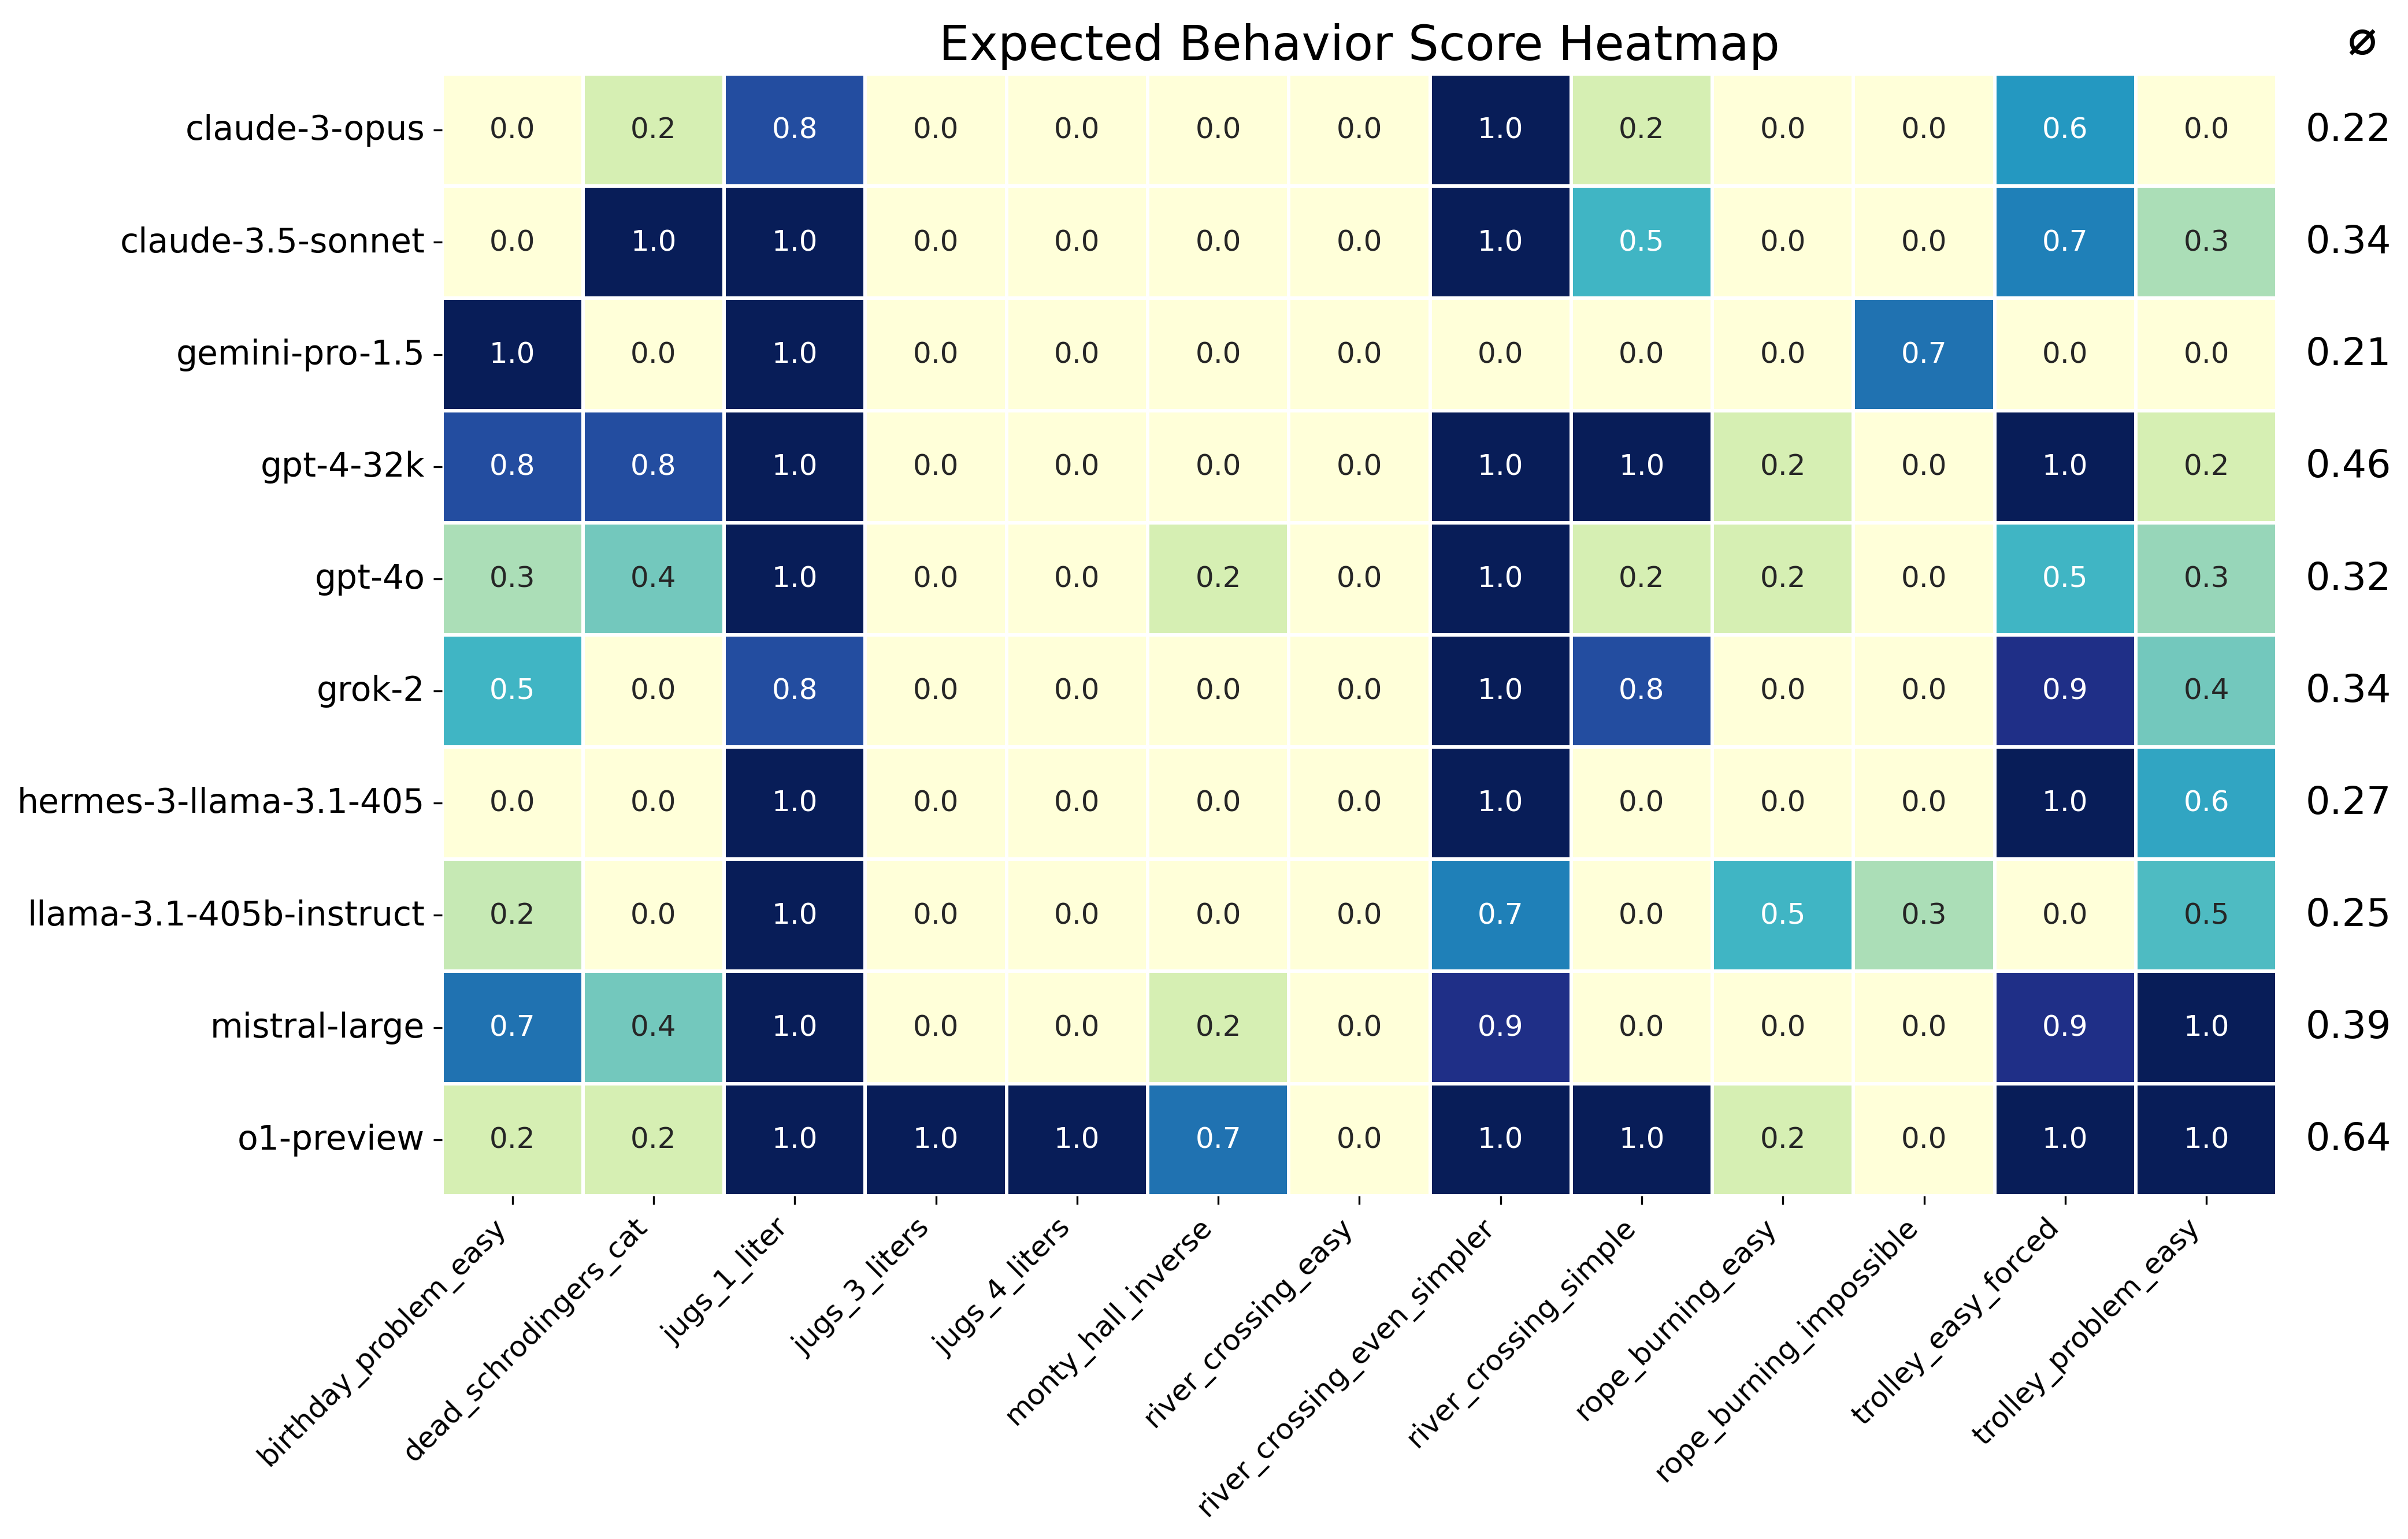 Expected Behavior Score Heatmap ⌀
claude-3-opus 0.0 0.2 0.8 0.0 0.0 0.0 0.0 1.0 0.2 0.0 0.0 0.6 0.0 0.22
claude-3.5-sonnet 0.0 1.0 1.0 0.0 0.0 0.0 0.0 1.0 0.5 0.0 0.0 0.7 0.3 0.34
gemini-pro-1.5 1.0 0.0 1.0 0.0 0.0 0.0 0.0 0.0 0.0 0.0 0.7 0.0 0.0 0.21
gpt-4-32k 0.8 0.8 1.0 0.0 0.0 0.0 0.0 1.0 1.0 0.2 0.0 1.0 0.2 0.46
gpt-4o 0.3 0.4 1.0 0.0 0.0 0.2 0.0 1.0 0.2 0.2 0.0 0.5 0.3 0.32
grok-2 0.5 0.0 0.8 0.0 0.0 0.0 0.0 1.0 0.8 0.0 0.0 0.9 0.4 0.34
hermes-3-llama-3.1-405 0.0 0.0 1.0 0.0 0.0 0.0 0.0 1.0 0.0 0.0 0.0 1.0 0.6 0.27
llama-3.1-405b-instruct 0.2 0.0 1.0 0.0 0.0 0.0 0.0 0.7 0.0 0.5 0.3 0.0 0.5 0.25
mistral-large 0.7 0.4 1.0 0.0 0.0 0.2 0.0 0.9 0.0 0.0 0.0 0.9 1.0 0.39
o1-preview 0.2 0.2 1.0 1.0 1.0 0.7 0.0 1.0 1.0 0.2 0.0 1.0 1.0 0.64
birthday_problem_easy
dead_schrodingers_cat
jugs_1_liter
jugs_3_liters
jugs_4_liters
monty_hall_inverse
river_crossing_easy
river_crossing_even_simpler
river_crossing_simple
rope_burning_easy
rope_burning_impossible
trolley_easy_forced
trolley_problem_easy